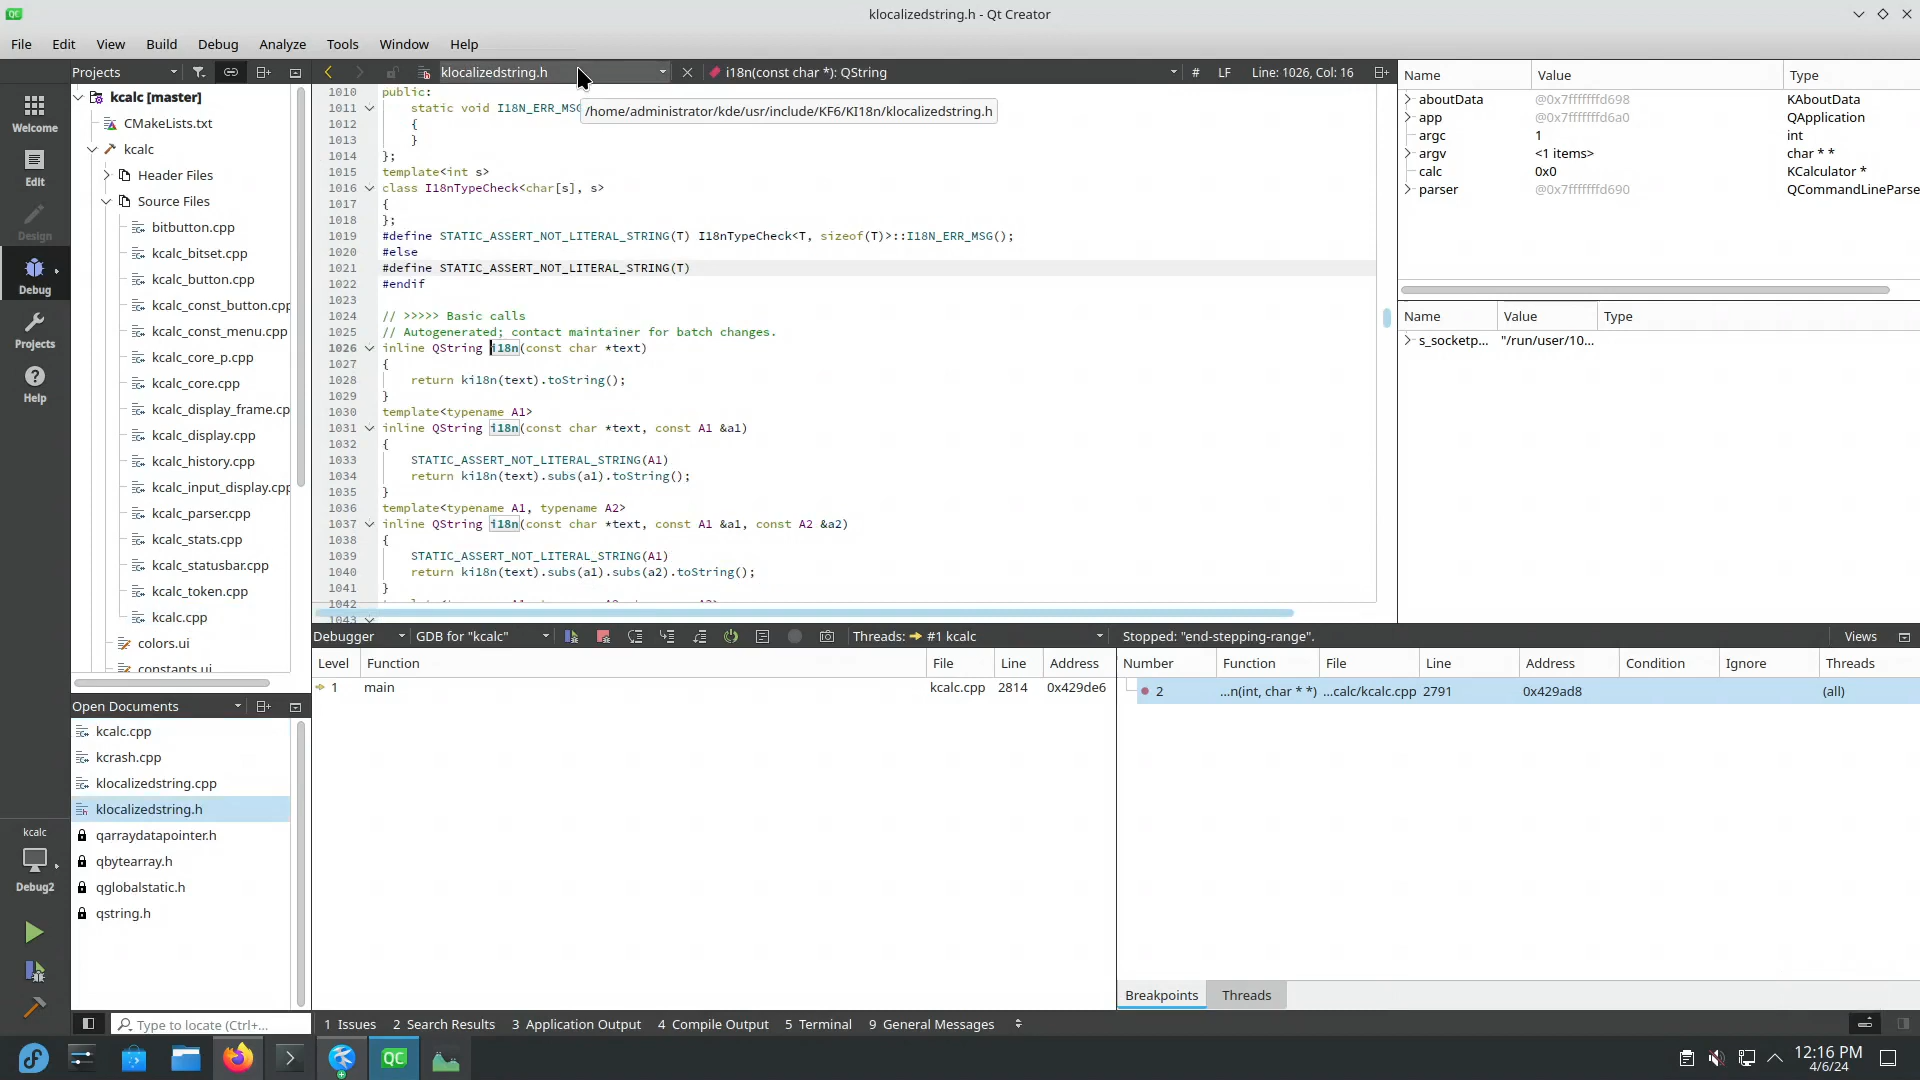 klocalizedstring.h - Qt Creator
File Edit View Build Debug Analyze Tools Window Help
Projects
klocalizedstring.h
i18n(const char *): QString
# LF Line: 1026, Col: 16
/home/administrator/kde/usr/include/KF6/KI18n/klocalizedstring.h
Welcome
Edit
Design
Debug
Projects
Help
kcalc
Debug2
kcalc [master]
CMakeLists.txt
kcalc
Header Files
Source Files
bitbutton.cpp
kcalc_bitset.cpp
kcalc_button.cpp
kcalc_const_button.cpp
kcalc_const_menu.cpp
kcalc_core_p.cpp
kcalc_core.cpp
kcalc_display_frame.cp
kcalc_display.cpp
kcalc_history.cpp
kcalc_input_display.cpp
kcalc_parser.cpp
kcalc_stats.cpp
kcalc_statusbar.cpp
kcalc_token.cpp
kcalc.cpp
colors.ui
constants.ui
Open Documents
kcalc.cpp
kcrash.cpp
klocalizedstring.cpp
klocalizedstring.h
qarraydatapointer.h
qbytearray.h
qglobalstatic.h
qstring.h
1010 public:
1011 static void I18N_ERR_MSG
1012 {
1013 }
1014 };
1015 template<int s>
1016 class I18nTypeCheck<char[s], s>
1017 {
1018 };
1019 #define STATIC_ASSERT_NOT_LITERAL_STRING(T) I18nTypeCheck<T, sizeof(T)>::I18N_ERR_MSG();
1020 #else
1021 #define STATIC_ASSERT_NOT_LITERAL_STRING(T)
1022 #endif
1023
1024 // >>>>> Basic calls
1025 // Autogenerated; contact maintainer for batch changes.
1026 inline QString i18n(const char *text)
1027 {
1028 return ki18n(text).toString();
1029 }
1030 template<typename A1>
1031 inline QString i18n(const char *text, const A1 &a1)
1032 {
1033 STATIC_ASSERT_NOT_LITERAL_STRING(A1)
1034 return ki18n(text).subs(a1).toString();
1035 }
1036 template<typename A1, typename A2>
1037 inline QString i18n(const char *text, const A1 &a1, const A2 &a2)
1038 {
1039 STATIC_ASSERT_NOT_LITERAL_STRING(A1)
1040 return ki18n(text).subs(a1).subs(a2).toString();
1041 }
1042
1043
Name Value Type
aboutData @0x7fffffffd698 KAboutData
app @0x7fffffffd6a0 QApplication
argc 1 int
argv <1 items> char * *
calc 0x0 KCalculator *
parser @0x7fffffffd690 QCommandLineParse
Name Value Type
s_socketp... "/run/user/10...
Debugger GDB for "kcalc" Threads: #1 kcalc Stopped: "end-stepping-range". Views
Level Function File Line Address
1 main kcalc.cpp 2814 0x429de6
Number Function File Line Address Condition Ignore Threads
2 ...n(int, char * *) ...calc/kcalc.cpp 2791 0x429ad8 (all)
Breakpoints Threads
Type to locate (Ctrl+...
1 Issues 2 Search Results 3 Application Output 4 Compile Output 5 Terminal 9 General Messages
QC
12:16 PM
4/6/24